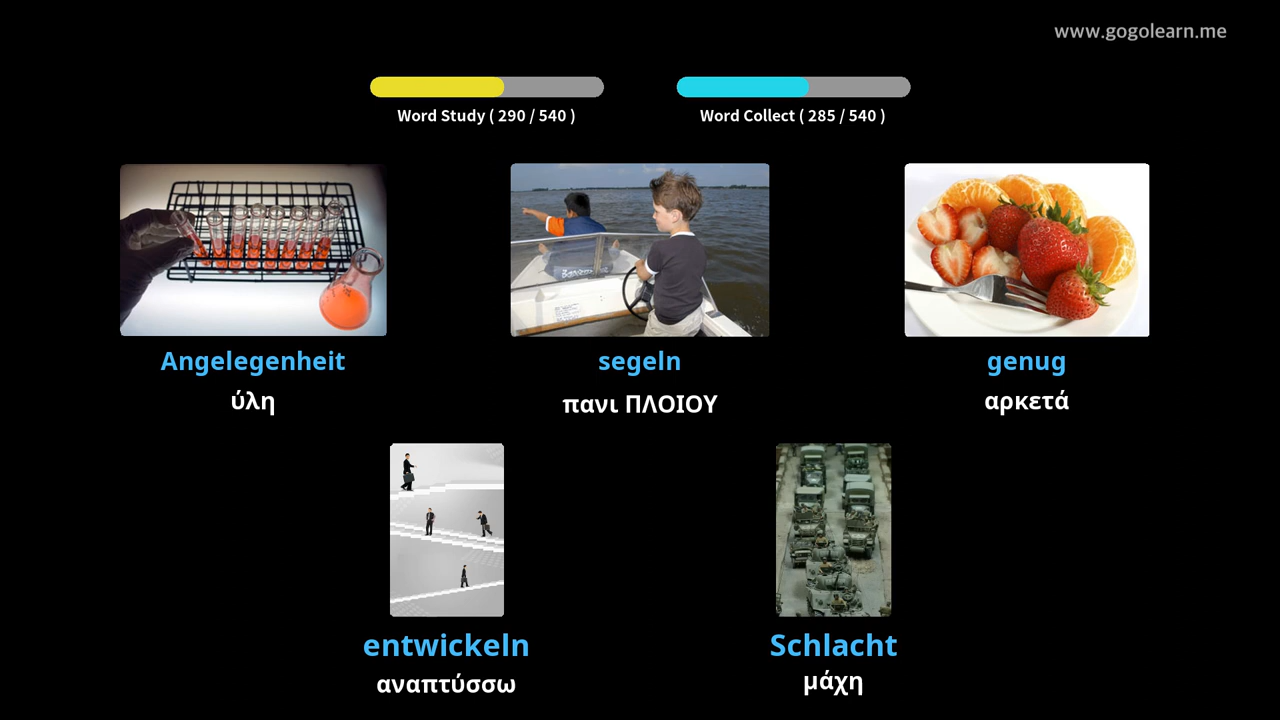 www.gogolearn.me
Word Study ( 290 / 540 )
Word Collect ( 285 / 540 )
Angelegenheit
segeln
genug
ύλη
πανι ΠΛΟΙΟΥ
αρκετά
entwickeln
Schlacht
αναπτύσσω
μάχη